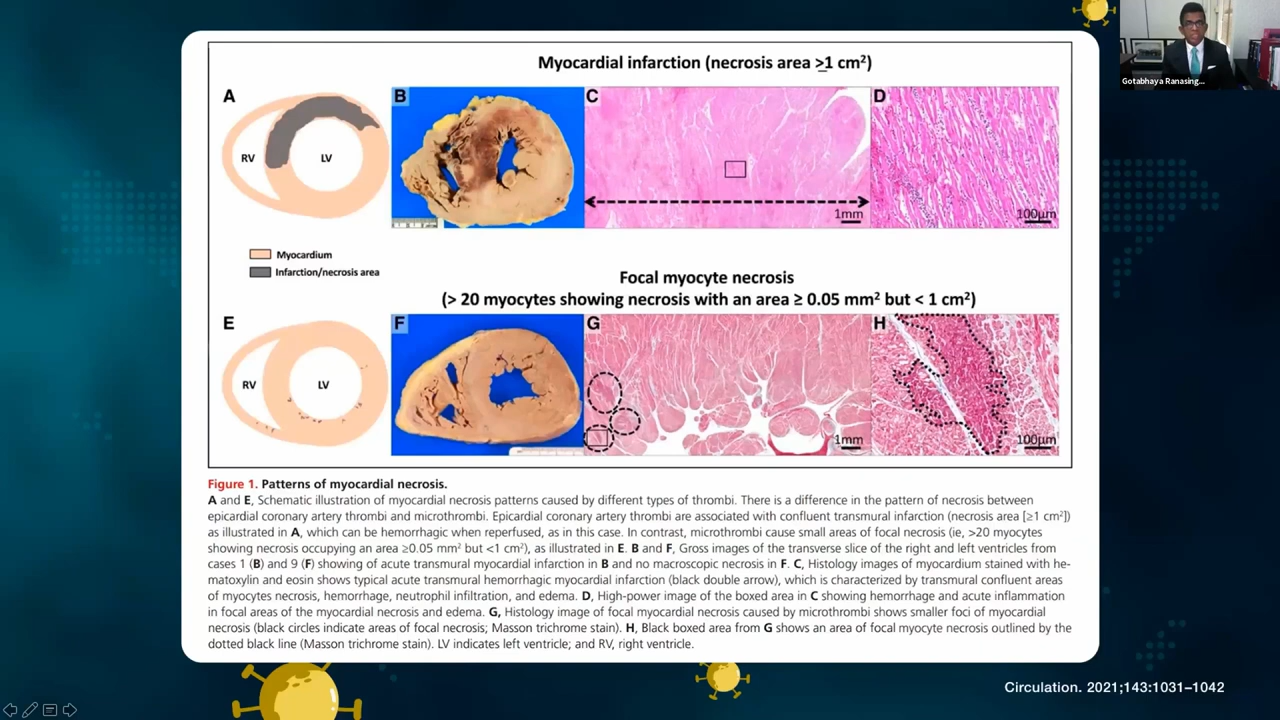 Gotabhaya Ranasing...
Myocardial infarction (necrosis area ≥1 cm²)
A
B
C
D
RV
LV
1mm
100µm
Myocardium
Infarction/necrosis area
Focal myocyte necrosis
(> 20 myocytes showing necrosis with an area ≥ 0.05 mm² but < 1 cm²)
E
F
G
H
RV
LV
1mm
100µm
Figure 1. Patterns of myocardial necrosis.
A and E, Schematic illustration of myocardial necrosis patterns caused by different types of thrombi. There is a difference in the pattern of necrosis between
epicardial coronary artery thrombi and microthrombi. Epicardial coronary artery thrombi are associated with confluent transmural infarction (necrosis area [≥1 cm²])
as illustrated in A, which can be hemorrhagic when reperfused, as in this case. In contrast, microthrombi cause small areas of focal necrosis (ie, >20 myocytes
showing necrosis occupying an area ≥0.05 mm² but <1 cm²), as illustrated in E. B and F, Gross images of the transverse slice of the right and left ventricles from
cases 1 (B) and 9 (F) showing of acute transmural myocardial infarction in B and no macroscopic necrosis in F. C, Histology images of myocardium stained with he-
matoxylin and eosin shows typical acute transmural hemorrhagic myocardial infarction (black double arrow), which is characterized by transmural confluent areas
of myocytes necrosis, hemorrhage, neutrophil infiltration, and edema. D, High-power image of the boxed area in C showing hemorrhage and acute inflammation
in focal areas of the myocardial necrosis and edema. G, Histology image of focal myocardial necrosis caused by microthrombi shows smaller foci of myocardial
necrosis (black circles indicate areas of focal necrosis; Masson trichrome stain). H, Black boxed area from G shows an area of focal myocyte necrosis outlined by the
dotted black line (Masson trichrome stain). LV indicates left ventricle; and RV, right ventricle.
Circulation. 2021;143:1031–1042